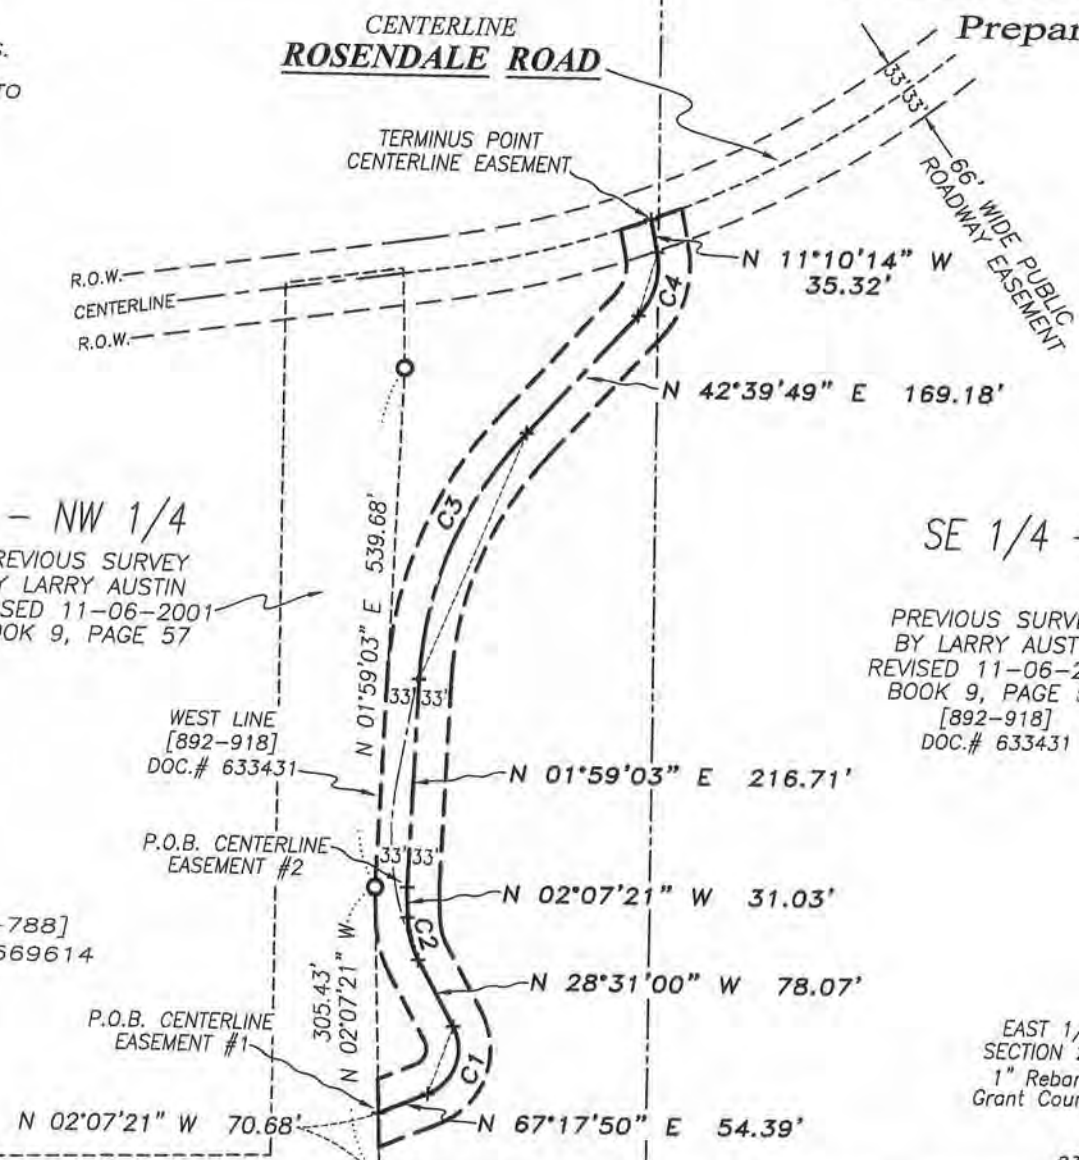 CENTERLINE
ROSENDALE ROAD
Prepar
S.
TO
TERMINUS POINT
CENTERLINE EASEMENT
33' 33'
66' WIDE PUBLIC
ROADWAY EASEMENT
R.O.W.
CENTERLINE
R.O.W.
N 11°10'14" W
35.32'
C4
N 42°39'49" E 169.18'
- NW 1/4
REVIOUS SURVEY
Y LARRY AUSTIN
SED 11-06-2001
OOK 9, PAGE 57
N 01°59'03" E 539.68'
C3
SE 1/4 -
PREVIOUS SURVE
BY LARRY AUST
REVISED 11-06-2
BOOK 9, PAGE
[892-918]
DOC.# 633431
33' 33'
WEST LINE
[892-918]
DOC.# 633431
N 01°59'03" E 216.71'
P.O.B. CENTERLINE
EASEMENT #2
33' 33'
N 02°07'21" W 31.03'
C2
-788]
669614
N 02°07'21" W 305.43'
N 28°31'00" W 78.07'
P.O.B. CENTERLINE
EASEMENT #1
C1
EAST 1/
SECTION
1" Rebar
Grant Cour
N 02°07'21" W 70.68'
N 67°17'50" E 54.39'